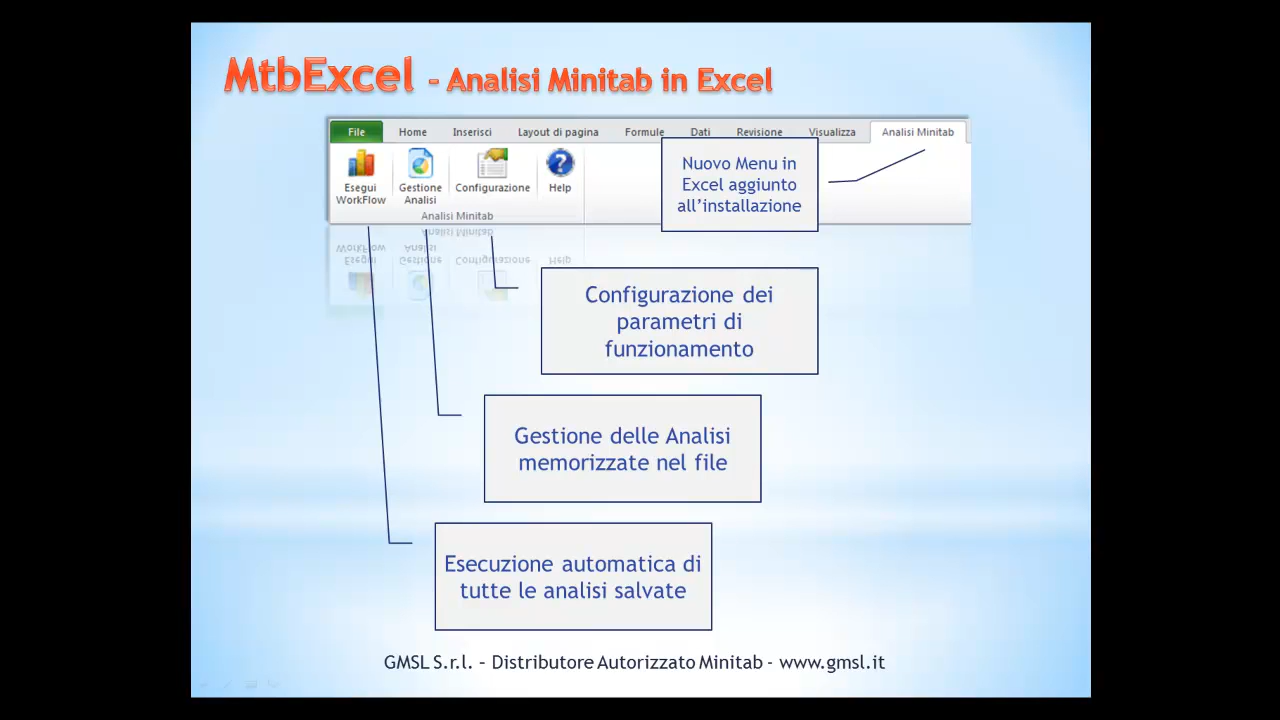 MtbExcel - Analisi Minitab in Excel
File Home Inserisci Layout di pagina Formule Dati Revisione Visualizza Analisi Minitab
Esegui WorkFlow
Gestione Analisi
Configurazione
Help
Analisi Minitab
Nuovo Menu in
Excel aggiunto
all'installazione
Configurazione dei
parametri di
funzionamento
Gestione delle Analisi
memorizzate nel file
Esecuzione automatica di
tutte le analisi salvate
GMSL S.r.l. – Distributore Autorizzato Minitab - www.gmsl.it